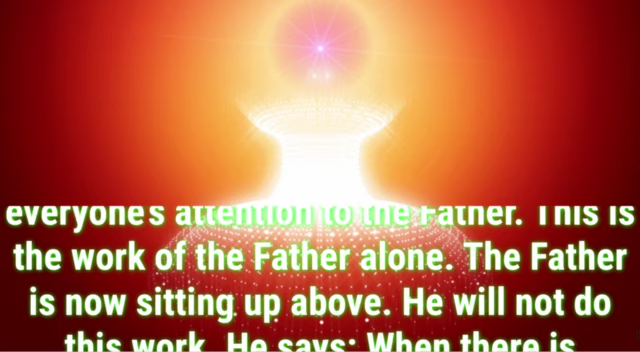 everyone's attention to the Father. This is
the work of the Father alone. The Father
is now sitting up above. He will not do
this work. He says: When there is